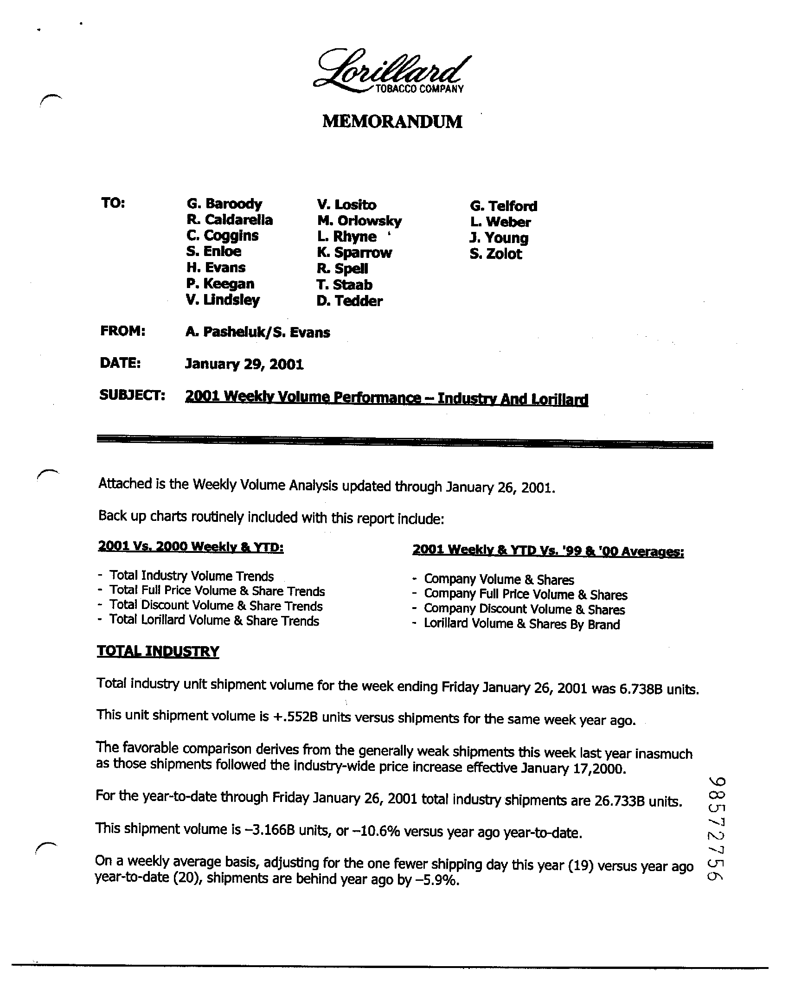 Lorillard
TOBACCO COMPANY
MEMORANDUM
TO: G. Baroody V. Losito G. Telford
R. Caldarella M. Orlowsky L. Weber
C. Coggins L. Rhyne J. Young
S. Enloe K. Sparrow S. Zolot
H. Evans R. Spell
P. Keegan T. Staab
V. Lindsley D. Tedder
FROM: A. Pasheluk/S. Evans
DATE: January 29, 2001
SUBJECT: 2001 Weekly Volume Performance – Industry And Lorillard
Attached is the Weekly Volume Analysis updated through January 26, 2001.
Back up charts routinely included with this report include:
2001 Vs. 2000 Weekly & YTD: 2001 Weekly & YTD Vs. '99 & '00 Averages:
- Total Industry Volume Trends - Company Volume & Shares
- Total Full Price Volume & Share Trends - Company Full Price Volume & Shares
- Total Discount Volume & Share Trends - Company Discount Volume & Shares
- Total Lorillard Volume & Share Trends - Lorillard Volume & Shares By Brand
TOTAL INDUSTRY
Total industry unit shipment volume for the week ending Friday January 26, 2001 was 6.738B units.
This unit shipment volume is +.552B units versus shipments for the same week year ago.
The favorable comparison derives from the generally weak shipments this week last year inasmuch
as those shipments followed the industry-wide price increase effective January 17,2000.
For the year-to-date through Friday January 26, 2001 total industry shipments are 26.733B units.
This shipment volume is –3.166B units, or –10.6% versus year ago year-to-date.
On a weekly average basis, adjusting for the one fewer shipping day this year (19) versus year ago
year-to-date (20), shipments are behind year ago by –5.9%.
98572756